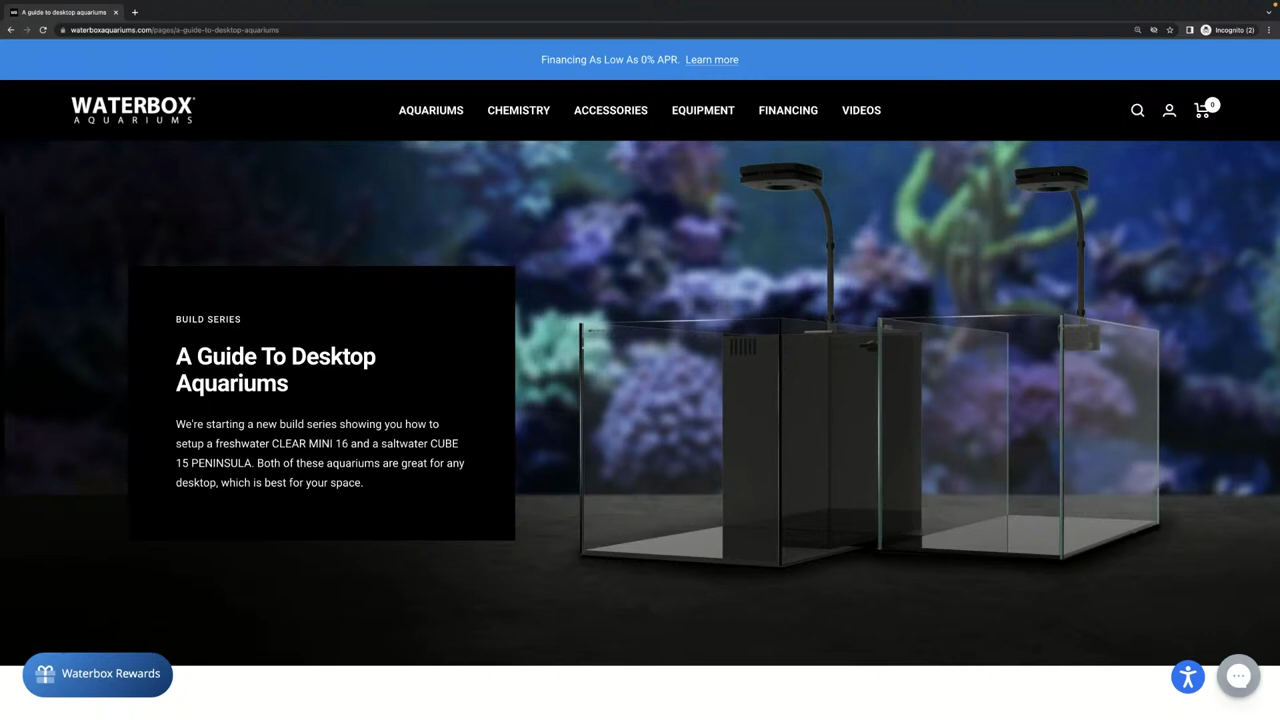 A guide to desktop aquariums
waterboxaquariums.com/pages/a-guide-to-desktop-aquariums
Incognito (2)
Financing As Low As 0% APR. Learn more
WATERBOX
AQUARIUMS
AQUARIUMS CHEMISTRY ACCESSORIES EQUIPMENT FINANCING VIDEOS
0
BUILD SERIES
A Guide To Desktop
Aquariums
We're starting a new build series showing you how to
setup a freshwater CLEAR MINI 16 and a saltwater CUBE
15 PENINSULA. Both of these aquariums are great for any
desktop, which is best for your space.
Waterbox Rewards